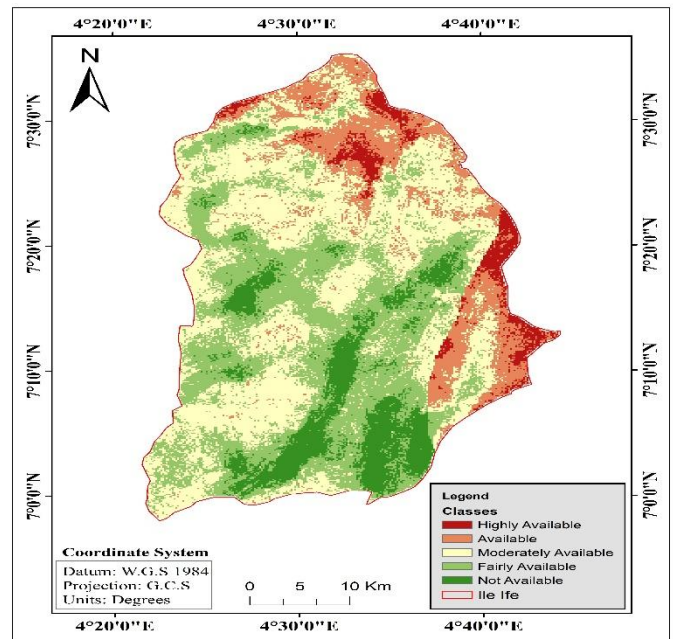 4°20'0"E 4°30'0"E 4°40'0"E
N
7°30'0"N 7°30'0"N
7°20'0"N 7°20'0"N
7°10'0"N 7°10'0"N
7°0'0"N 7°0'0"N
Legend
Classes
Highly Available
Available
Moderately Available
Fairly Available
Not Available
Ile Ife
Coordinate System
Datum: W.G.S 1984
Projection: G.C.S
Units: Degrees
0 5 10 Km
4°20'0"E 4°30'0"E 4°40'0"E